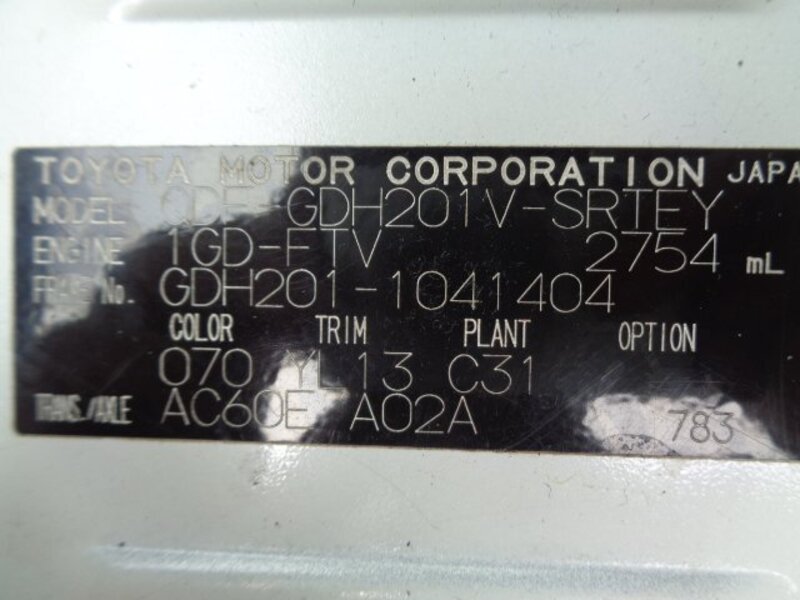 TOYOTA MOTOR CORPORATION JAPA
MODEL QDF-GDH201V-SRTEY
ENGINE 1GD-FTV 2754 mL
FRAME No. GDH201-1041404
COLOR TRIM PLANT OPTION
070 YL13 C31
TRANS./AXLE AC60E A02A
783